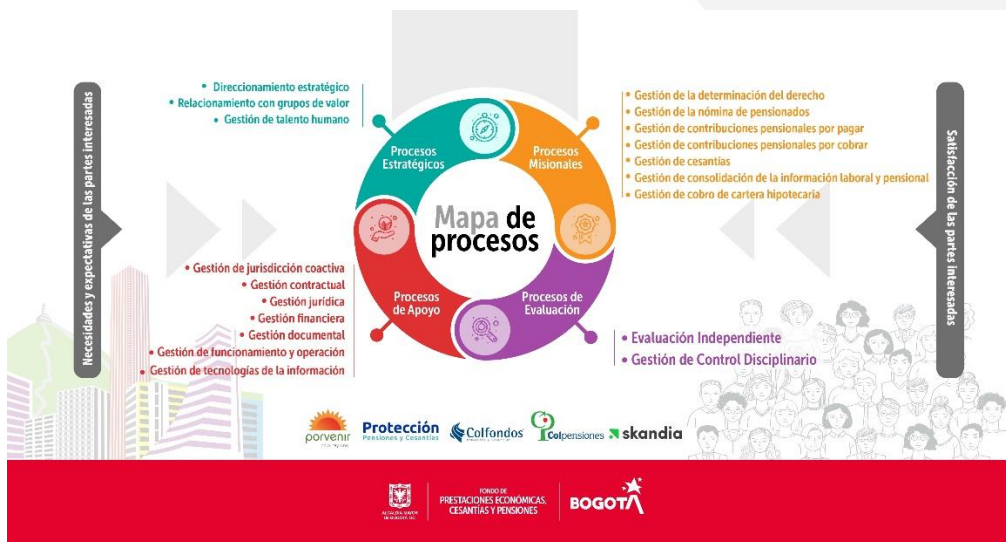 Necesidades y expectativas de las partes interesadas
• Direccionamiento estratégico
• Relacionamiento con grupos de valor
• Gestión de talento humano
Procesos
Estratégicos
Procesos
Misionales
• Gestión de la determinación del derecho
• Gestión de la nómina de pensionados
• Gestión de contribuciones pensionales por pagar
• Gestión de contribuciones pensionales por cobrar
• Gestión de cesantías
• Gestión de consolidación de la información laboral y pensional
• Gestión de cobro de cartera hipotecaria
Satisfacción de las partes interesadas
Mapa de
procesos
• Gestión de jurisdicción coactiva
• Gestión contractual
• Gestión jurídica
• Gestión financiera
• Gestión documental
• Gestión de funcionamiento y operación
• Gestión de tecnologías de la información
Procesos
de Apoyo
Procesos de
Evaluación
• Evaluación Independiente
• Gestión de Control Disciplinario
porvenir
Protección
Pensiones y Cesantías
Colfondos
Colpensiones
skandia
ALCALDÍA MAYOR
DE BOGOTÁ D.C.
FONDO DE
PRESTACIONES ECONÓMICAS,
CESANTÍAS Y PENSIONES
BOGOTÁ